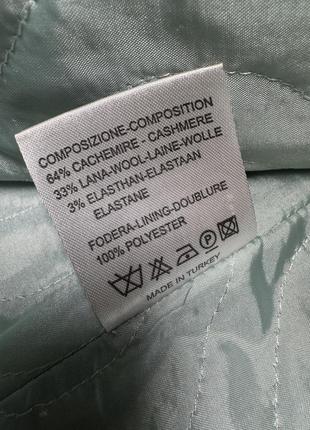 COMPOSIZIONE-COMPOSITION
64% CACHEMIRE - CASHMERE
33% LANA-WOOL-LAINE-WOLLE
3% ELASTHAN-ELASTAAN
ELASTANE
FODERA-LINING-DOUBLURE
100% POLYESTER
MADE IN TURKEY